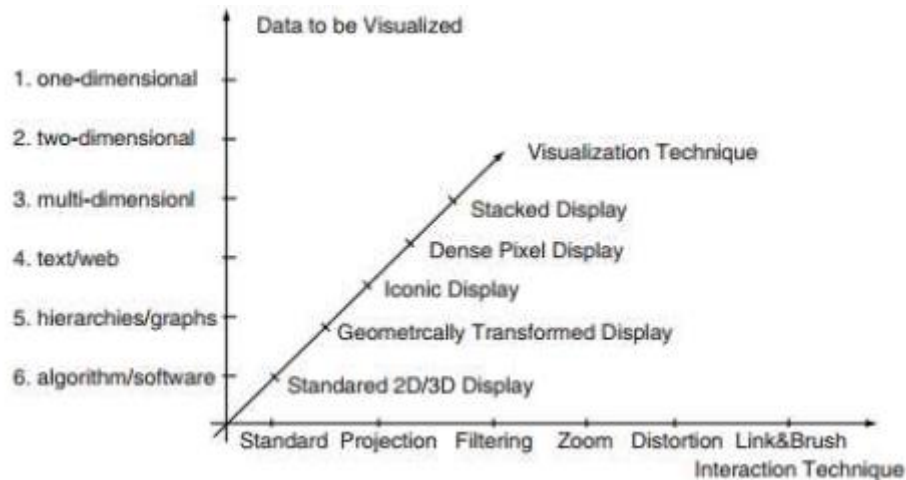 Data to be Visualized
1. one-dimensional
2. two-dimensional
Visualization Technique
3. multi-dimensionl
Stacked Display
Dense Pixel Display
4. text/web
Iconic Display
5. hierarchies/graphs
Geometrcally Transformed Display
6. algorithm/software
Standared 2D/3D Display
Standard Projection Filtering Zoom Distortion Link&Brush
Interaction Technique